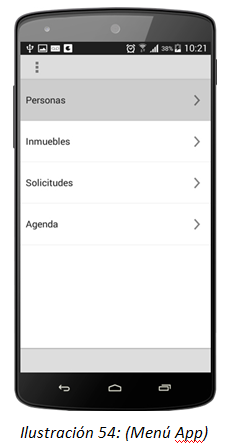 38% 10:21
Personas
Inmuebles
Solicitudes
Agenda
Ilustración 54: (Menú App)